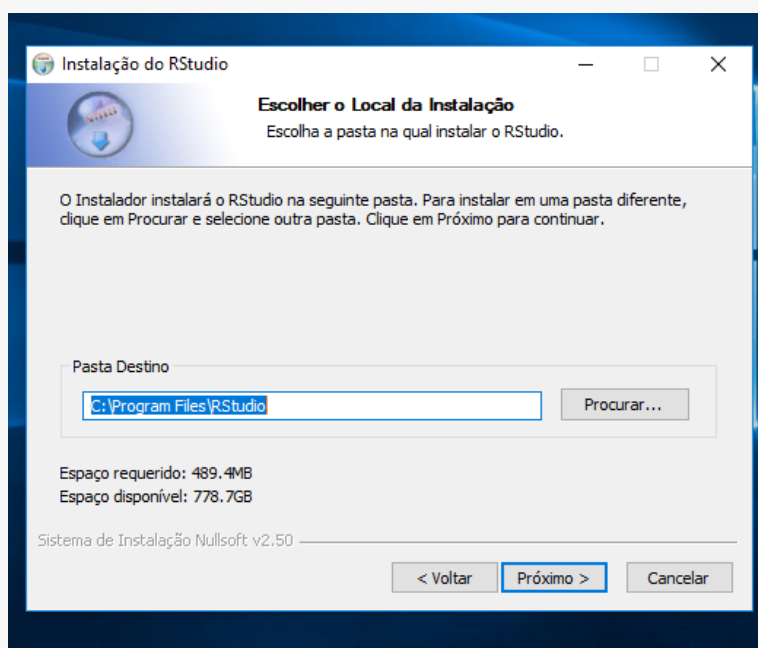 Instalação do RStudio
Escolher o Local da Instalação
Escolha a pasta na qual instalar o RStudio.
O Instalador instalará o RStudio na seguinte pasta. Para instalar em uma pasta diferente,
clique em Procurar e selecione outra pasta. Clique em Próximo para continuar.
Pasta Destino
C:\Program Files\RStudio
Procurar...
Espaço requerido: 489.4MB
Espaço disponível: 778.7GB
Sistema de Instalação Nullsoft v2.50
< Voltar
Próximo >
Cancelar